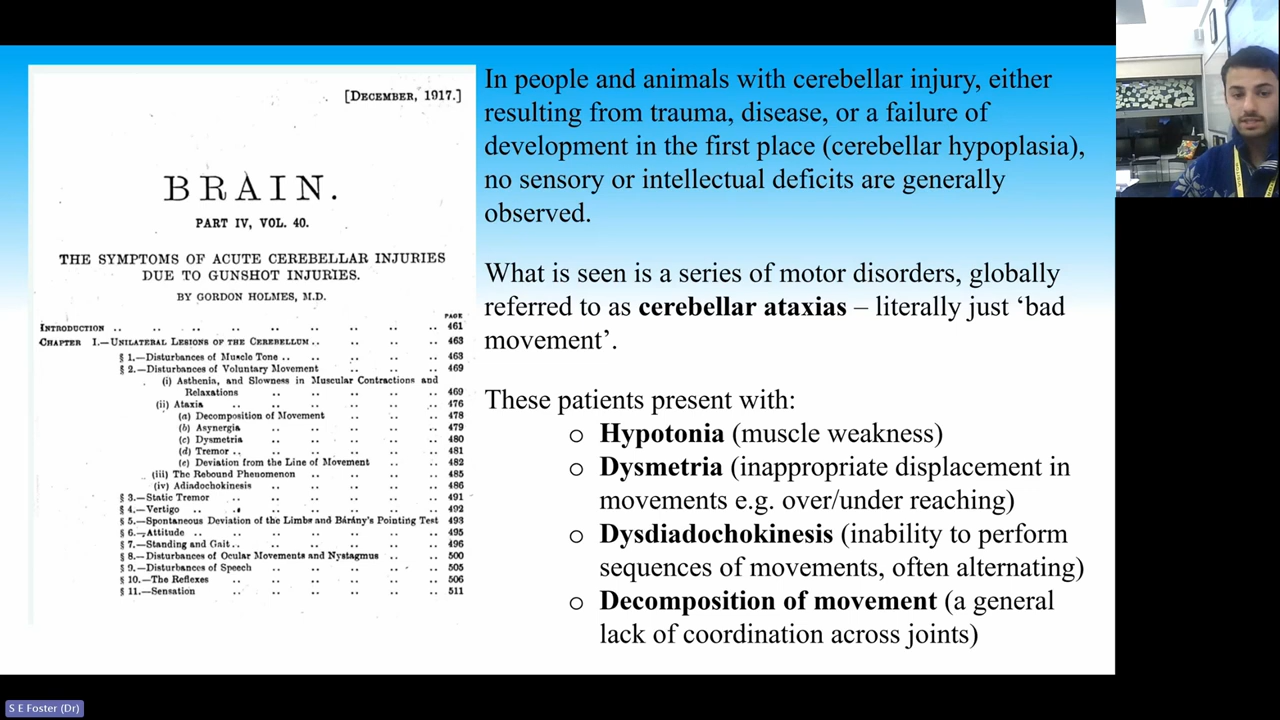 [DECEMBER, 1917.]
BRAIN.
PART IV, VOL. 40.
THE SYMPTOMS OF ACUTE CEREBELLAR INJURIES
DUE TO GUNSHOT INJURIES.
BY GORDON HOLMES, M.D.
PAGE
INTRODUCTION .. .. .. .. .. .. .. .. 461
CHAPTER I.—UNILATERAL LESIONS OF THE CEREBELLUM .. .. .. .. 463
§ 1.—Disturbances of Muscle Tone .. .. .. .. .. 463
§ 2.—Disturbances of Voluntary Movement .. .. .. .. 469
(i) Asthenia, and Slowness in Muscular Contractions and
Relaxations .. .. .. .. .. 469
(ii) Ataxia .. .. .. .. .. .. 476
(a) Decomposition of Movement .. .. .. 478
(b) Asynergia .. .. .. .. .. 479
(c) Dysmetria .. .. .. .. .. 480
(d) Tremor .. .. .. .. .. .. 481
(e) Deviation from the Line of Movement .. .. 482
(iii) The Rebound Phenomenon .. .. .. .. 485
(iv) Adiadochokinesis .. .. .. .. .. 486
§ 3.—Static Tremor .. .. .. .. .. .. 491
§ 4.—Vertigo .. .. .. .. .. .. .. 492
§ 5.—Spontaneous Deviation of the Limbs and Bárány's Pointing Test 493
§ 6.—Attitude .. .. .. .. .. .. .. 495
§ 7.—Standing and Gait .. .. .. .. .. .. 496
§ 8.—Disturbances of Ocular Movements and Nystagmus .. .. 500
§ 9.—Disturbances of Speech .. .. .. .. .. 505
§ 10.—The Reflexes .. .. .. .. .. .. 506
§ 11.—Sensation .. .. .. .. .. .. 511
In people and animals with cerebellar injury, either
resulting from trauma, disease, or a failure of
development in the first place (cerebellar hypoplasia),
no sensory or intellectual deficits are generally
observed.
What is seen is a series of motor disorders, globally
referred to as cerebellar ataxias – literally just ‘bad
movement’.
These patients present with:
o Hypotonia (muscle weakness)
o Dysmetria (inappropriate displacement in
movements e.g. over/under reaching)
o Dysdiadochokinesis (inability to perform
sequences of movements, often alternating)
o Decomposition of movement (a general
lack of coordination across joints)
S E Foster (Dr)